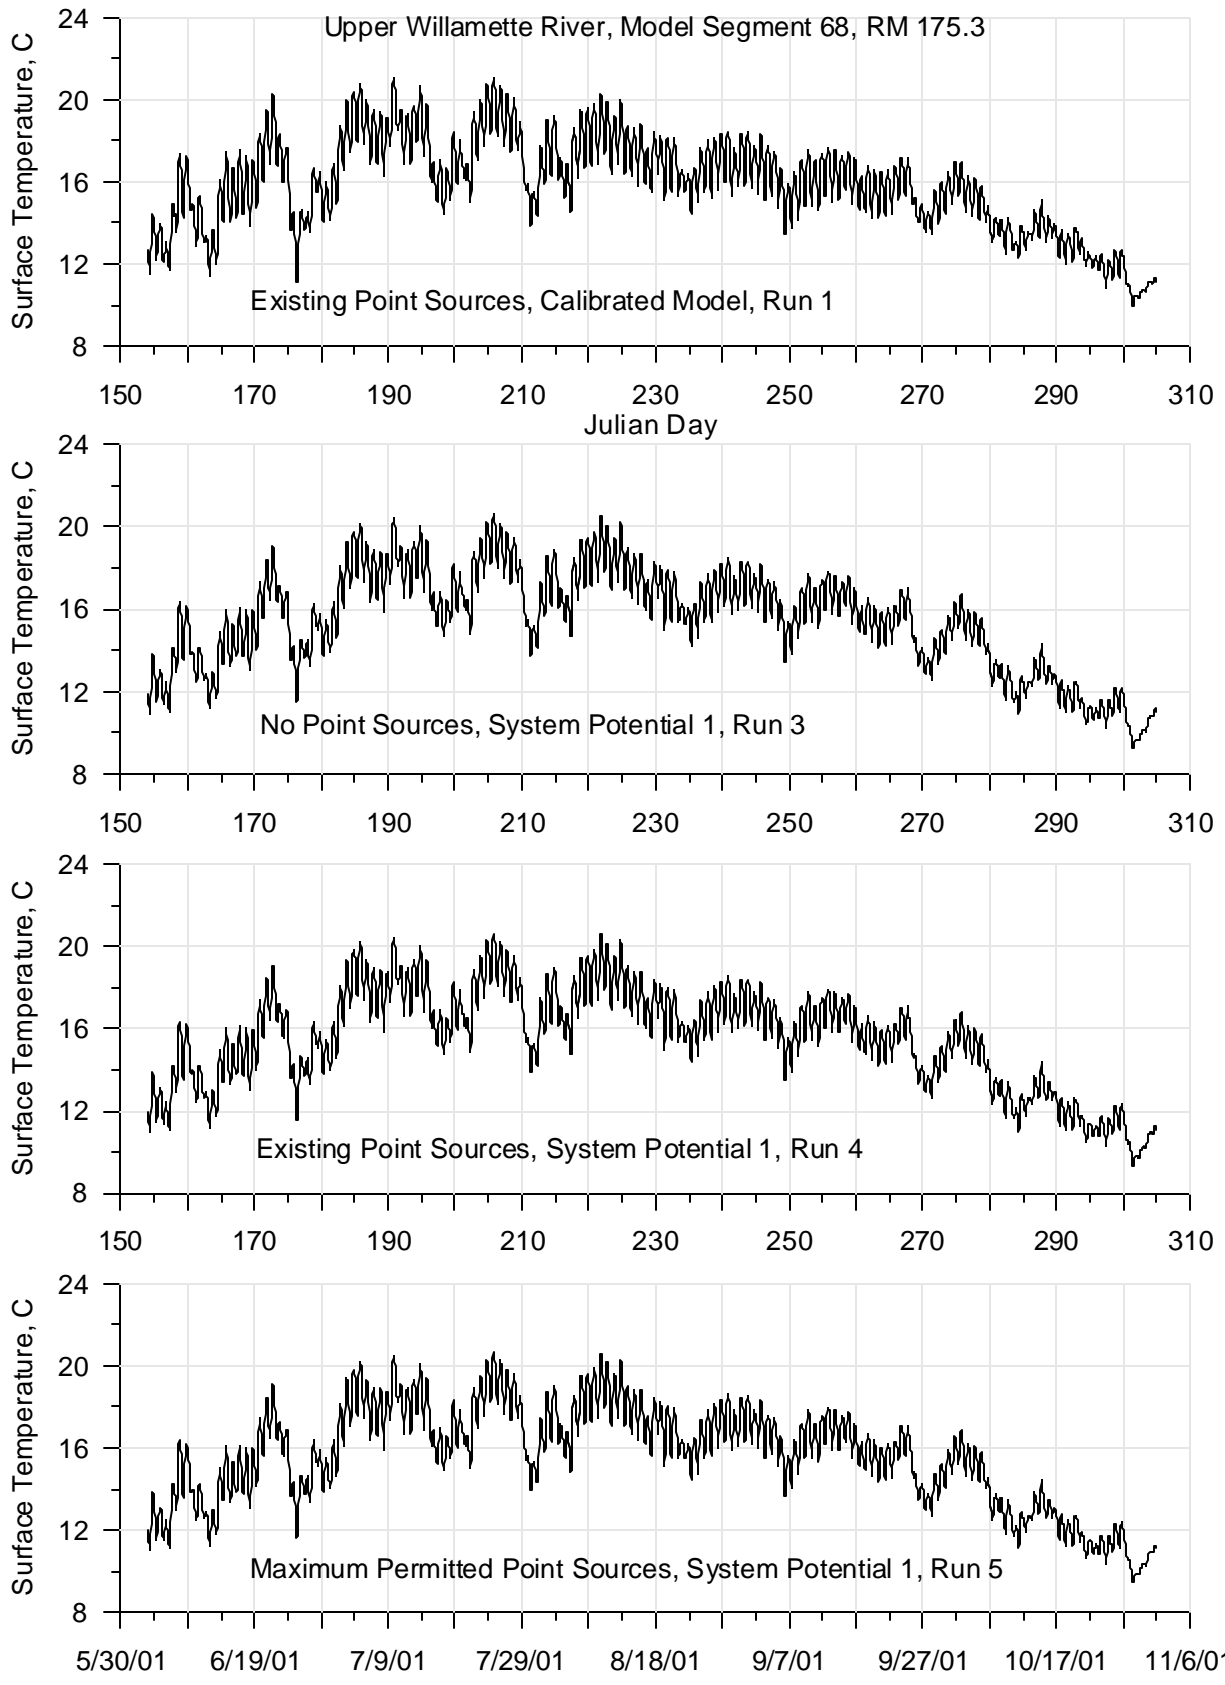 Upper Willamette River, Model Segment 68, RM 175.3
Surface Temperature, C
24
20
16
12
8
Existing Point Sources, Calibrated Model, Run 1
150 170 190 210 230 250 270 290 310
Julian Day
Surface Temperature, C
24
20
16
12
8
No Point Sources, System Potential 1, Run 3
150 170 190 210 230 250 270 290 310
Surface Temperature, C
24
20
16
12
8
Existing Point Sources, System Potential 1, Run 4
150 170 190 210 230 250 270 290 310
Surface Temperature, C
24
20
16
12
8
Maximum Permitted Point Sources, System Potential 1, Run 5
5/30/01 6/19/01 7/9/01 7/29/01 8/18/01 9/7/01 9/27/01 10/17/01 11/6/01